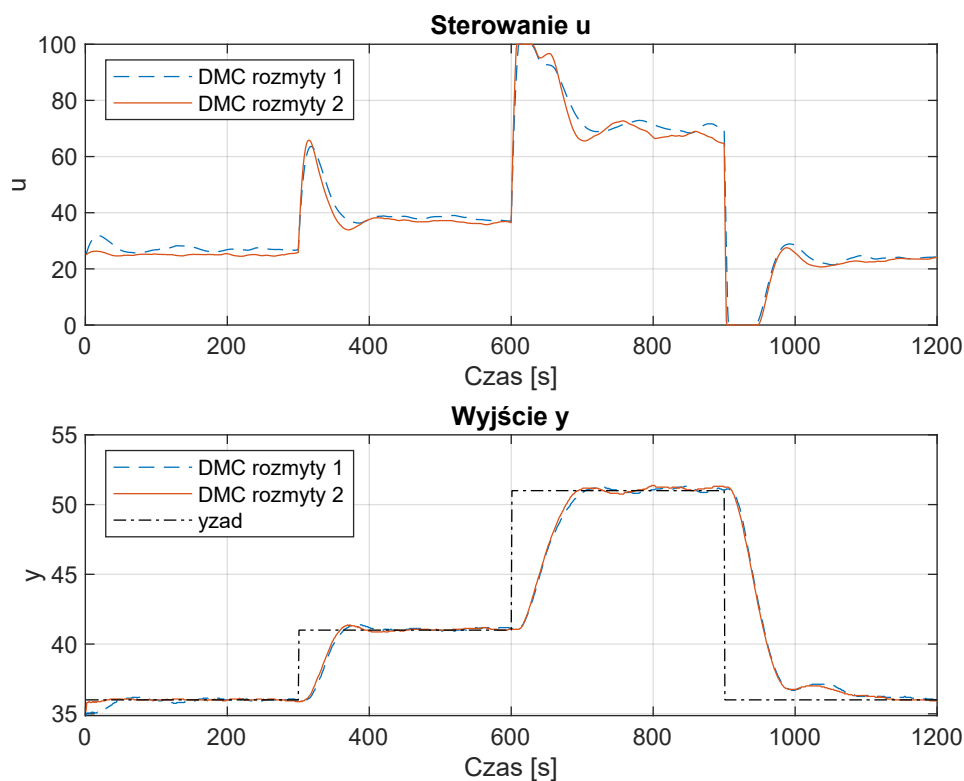 Sterowanie u
100
80
60
40
20
0
u
DMC rozmyty 1
DMC rozmyty 2
0 200 400 600 800 1000 1200
Czas [s]
Wyjście y
55
50
45
40
35
y
DMC rozmyty 1
DMC rozmyty 2
yzad
0 200 400 600 800 1000 1200
Czas [s]